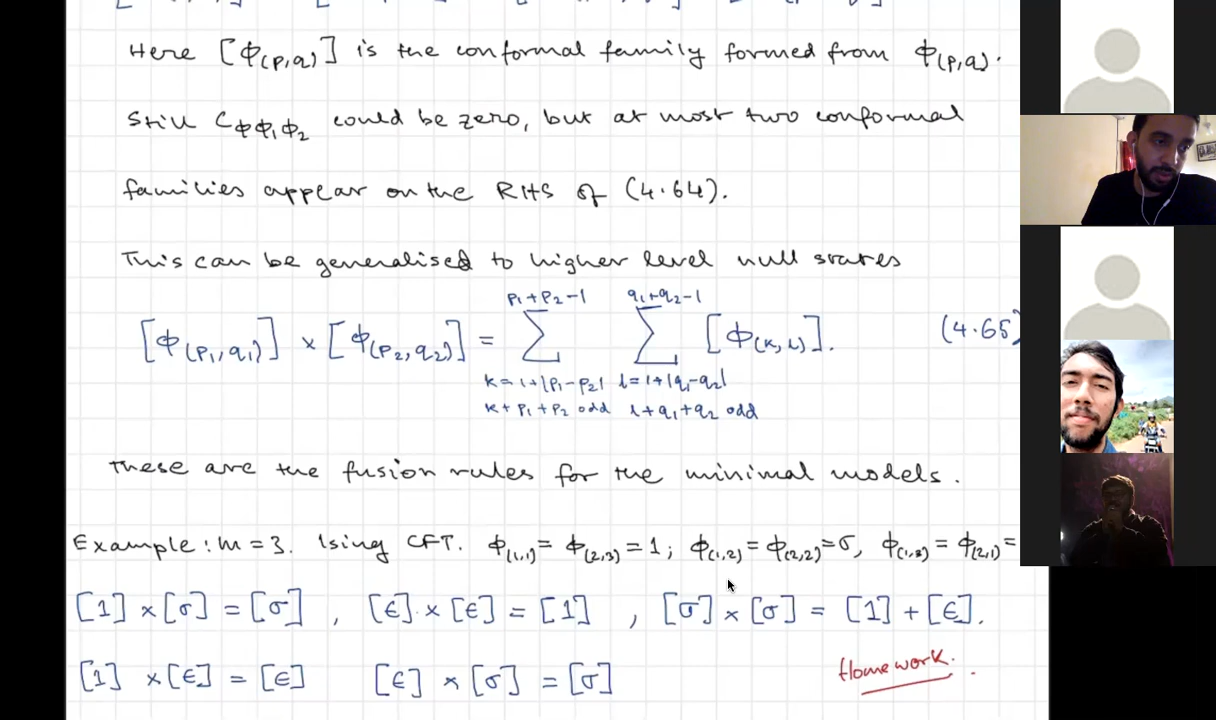 Here [Φ(p,q)] is the conformal family formed from Φ(p,q).
Still CΦΦ₁Φ₂ could be zero, but at most two conformal
families appear on the RHS of (4.64).
This can be generalised to higher level null states
p₁+p₂-1 q₁+q₂-1
[Φ(p₁,q₁)] × [Φ(p₂,q₂)] = ∑ ∑ [Φ(k,l)]. (4.65)
k=1+|p₁-p₂| l=1+|q₁-q₂|
k+p₁+p₂ odd l+q₁+q₂ odd
These are the fusion rules for the minimal models.
Example: m=3. Ising CFT. Φ(1,1) = Φ(2,3) = 1; Φ(1,2) = Φ(2,2) = σ, Φ(1,3) = Φ(2,1) =
[1] × [σ] = [σ] , [ϵ] × [ϵ] = [1] , [σ] × [σ] = [1] + [ϵ].
[1] × [ϵ] = [ϵ] [ϵ] × [σ] = [σ] Homework.